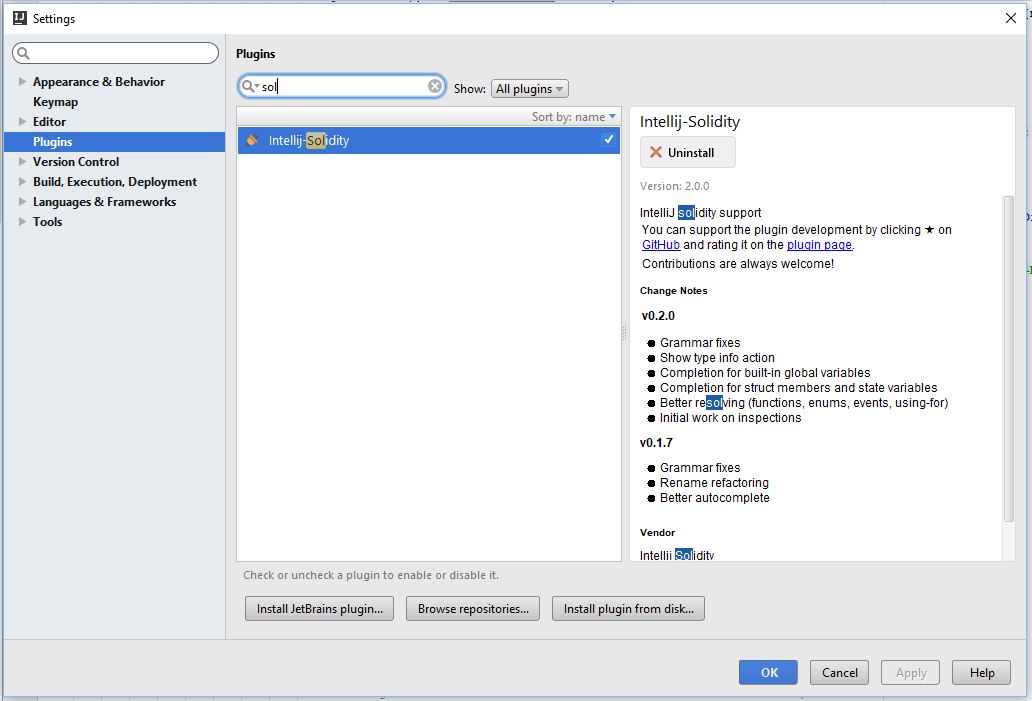 Settings
Appearance & Behavior
Keymap
Editor
Plugins
Version Control
Build, Execution, Deployment
Languages & Frameworks
Tools
Plugins
sol
Show: All plugins
Sort by: name
Intellij-Solidity
Intellij-Solidity
Uninstall
Version: 2.0.0
IntelliJ solidity support
You can support the plugin development by clicking ★ on
GitHub and rating it on the plugin page.
Contributions are always welcome!
Change Notes
v0.2.0
● Grammar fixes
● Show type info action
● Completion for built-in global variables
● Completion for struct members and state variables
● Better resolving (functions, enums, events, using-for)
● Initial work on inspections
v0.1.7
● Grammar fixes
● Rename refactoring
● Better autocomplete
Vendor
Intellij Solidity
Check or uncheck a plugin to enable or disable it.
Install JetBrains plugin... Browse repositories... Install plugin from disk...
OK Cancel Apply Help